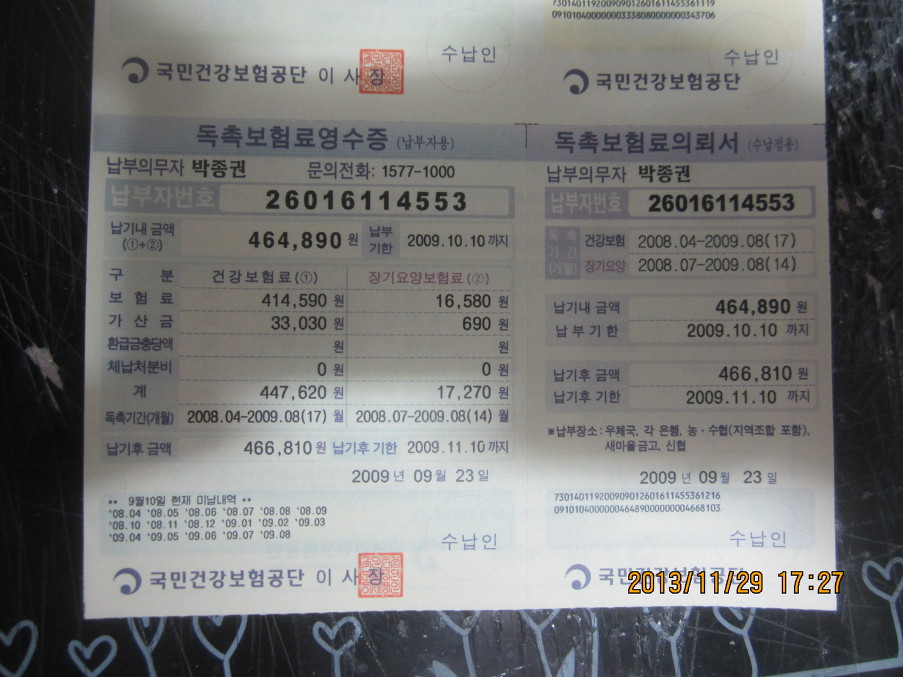 7301401192009090126016114553611​19
09101040000003338080000000343706
수납인
수납인
국민건강보험공단 이 사 장
국민건강보험공단
독촉보험료영수증 (납부자용)
납부의무자 박종권 문의전화: 1577-1000
납부자번호 26016114553
납기내 금액 (①+②) 464,890 원 납부 기한 2009.10.10 까지
구 분 건강보험료(①) 장기요양보험료(②)
보 험 료 414,590 원 16,580 원
가 산 금 33,030 원 690 원
환급금충당액 원 원
체납처분비 0 원 0 원
계 447,620 원 17,270 원
독촉기간(개월) 2008.04-2009.08(17) 월 2008.07-2009.08(14) 월
납기후 금액 466,810 원 납기후 기한 2009.11.10 까지
2009 년 09 월 23 일
** 9월10일 현재 미납내역 **
'08.04 '08.05 '08.06 '08.07 '08.08 '08.09
'08.10 '08.11 '08.12 '09.01 '09.02 '09.03
'09.04 '09.05 '09.06 '09.07 '09.08
수납인
국민건강보험공단 이 사 장
독촉보험료의뢰서 (수납점용)
납부의무자 박종권
납부자번호 26016114553
독촉 기간 (개월) 건강보험 2008.04-2009.08(17)
장기요양 2008.07-2009.08(14)
납기내 금액 464,890 원
납 부 기 한 2009.10.10 까지
납기후 금액 466,810 원
납기후 기한 2009.11.10 까지
※납부장소: 우체국, 각 은행, 농·수협(지역조합 포함),
새마을금고, 신협
2009 년 09 월 23 일
73014011920090901260161145536​1216
0910104000000464890000000​4668103
수납인
국민건강보험공단
2013/11/29 17:27